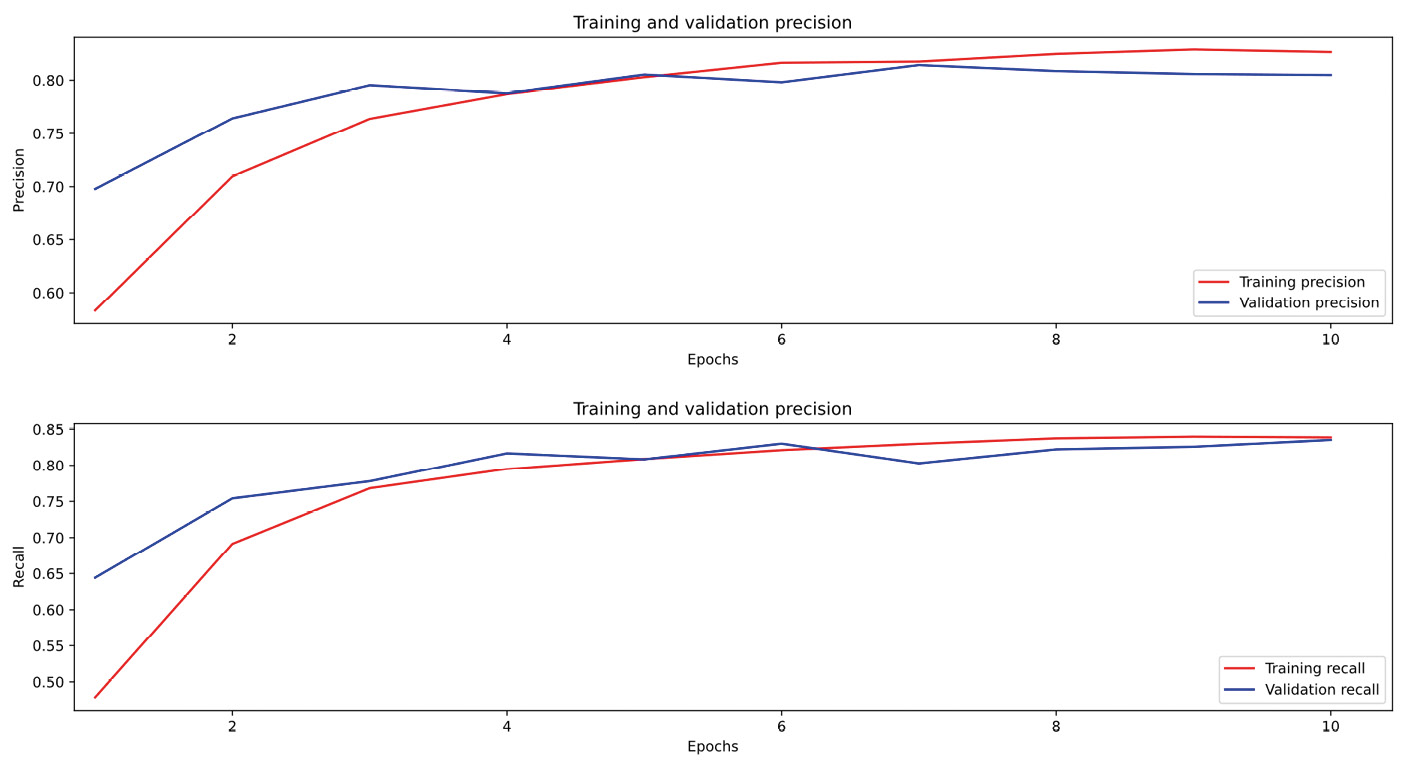 Training and validation precision
0.80
0.75
0.70
0.65
0.60
Precision
2 4 6 8 10
Epochs
Training precision
Validation precision
Training and validation precision
0.85
0.80
0.75
0.70
0.65
0.60
0.55
0.50
Recall
2 4 6 8 10
Epochs
Training recall
Validation recall